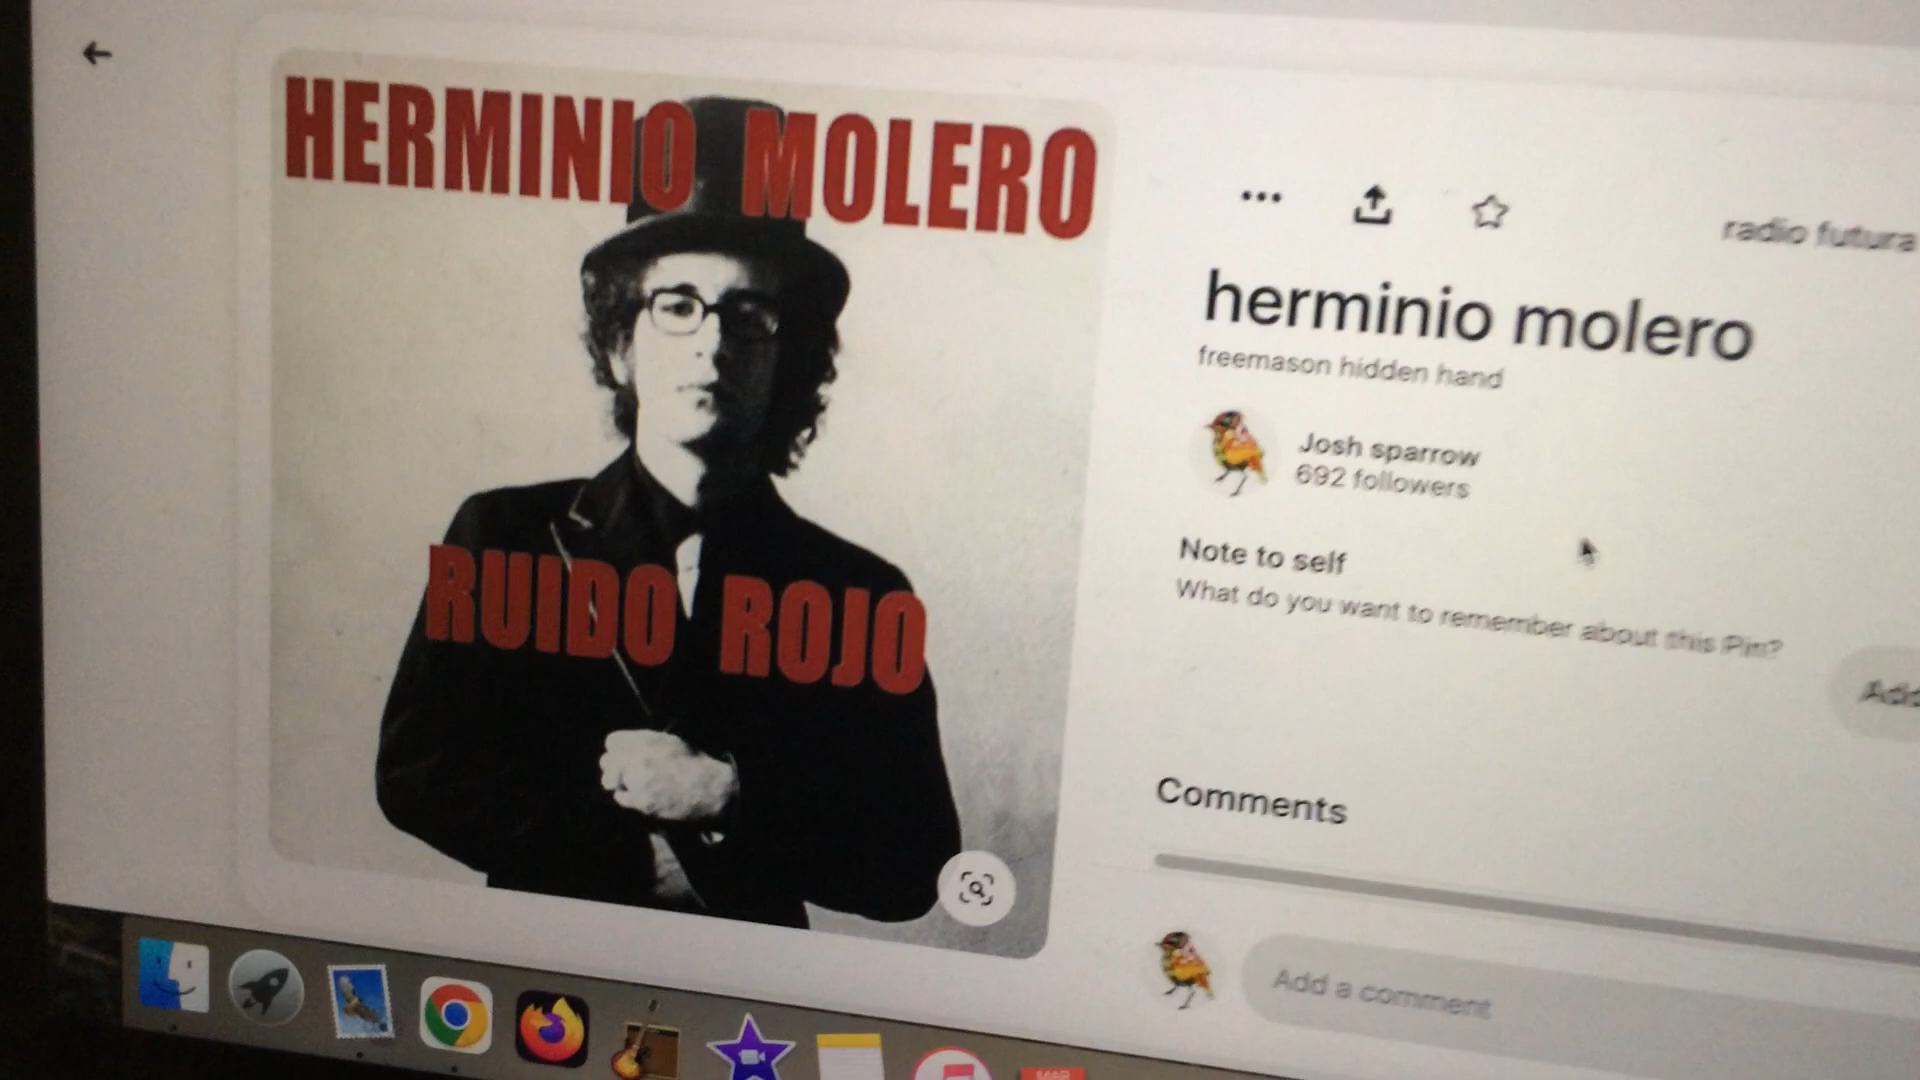 HERMINIO MOLERO
RUIDO ROJO
radio futura
herminio molero
freemason hidden hand
Josh sparrow
692 followers
Note to self
What do you want to remember about this Pin?
Add
Comments
Add a comment